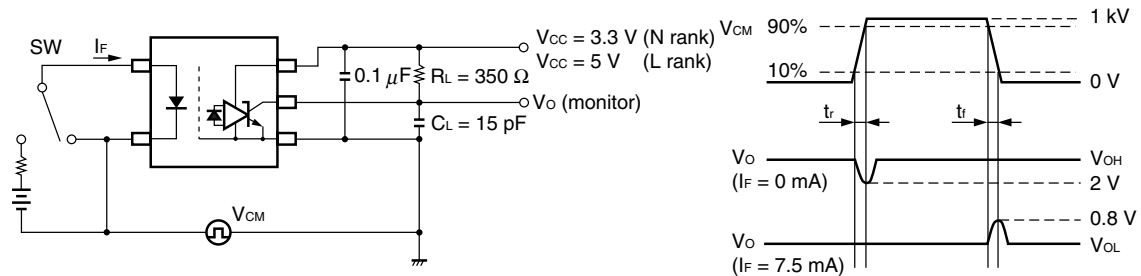 SW
IF
VCC = 3.3 V (N rank)
VCC = 5 V (L rank)
0.1 μF
RL = 350 Ω
VO (monitor)
CL = 15 pF
VCM
VCM
90%
10%
1 kV
0 V
tr
tf
VO
(IF = 0 mA)
VOH
2 V
0.8 V
VO
(IF = 7.5 mA)
VOL